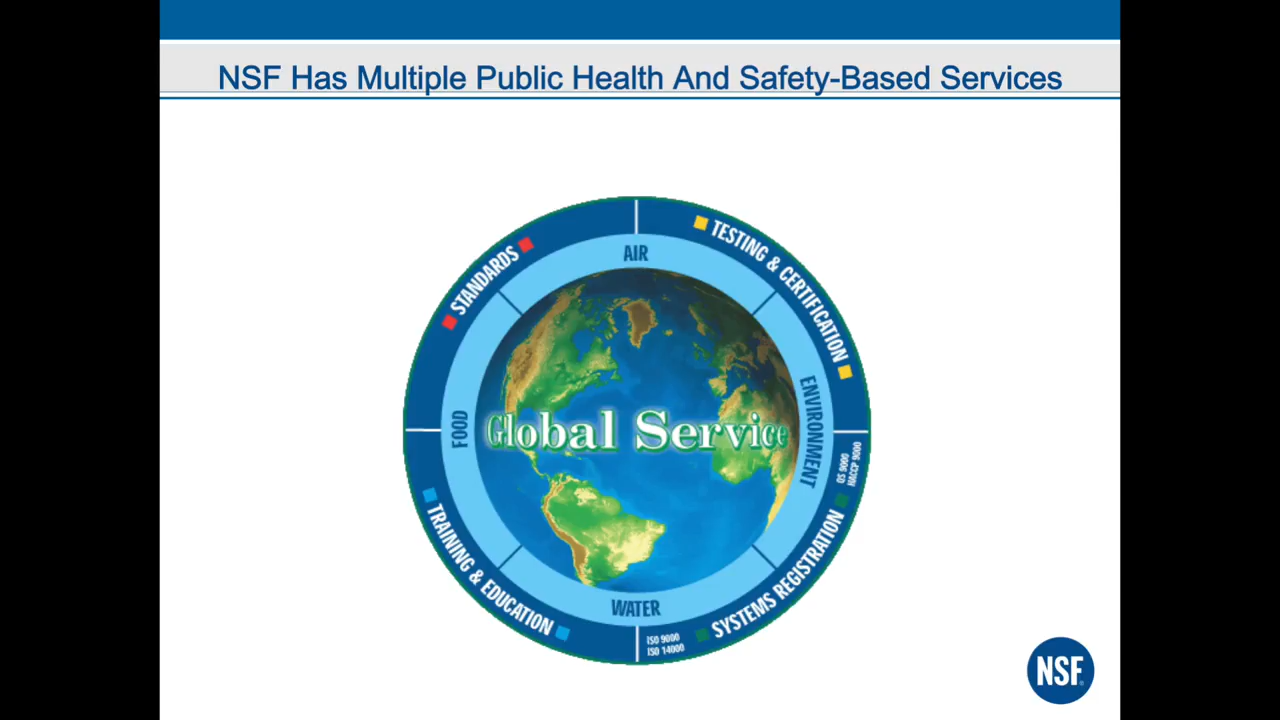 NSF Has Multiple Public Health And Safety-Based Services
STANDARDS
TESTING & CERTIFICATION
AIR
FOOD
ENVIRONMENT
Global Service
QS 9000
HACCP 9000
TRAINING & EDUCATION
SYSTEMS REGISTRATION
WATER
ISO 9000
ISO 14000
NSF